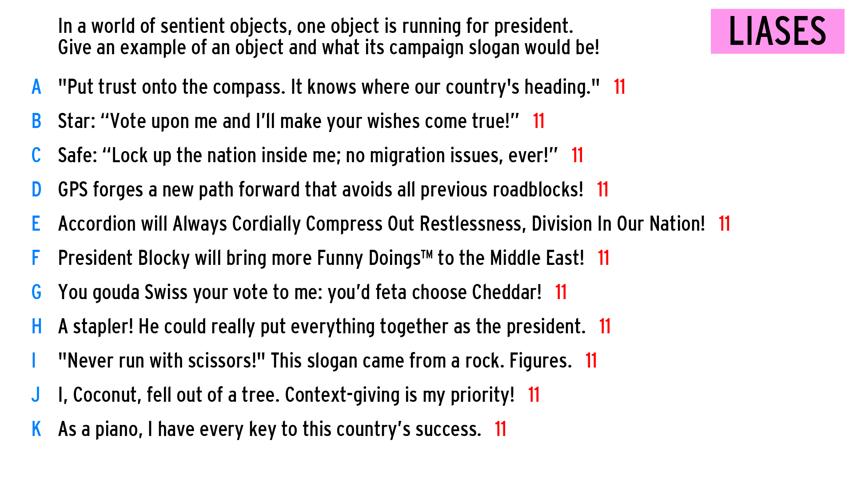 In a world of sentient objects, one object is running for president.
Give an example of an object and what its campaign slogan would be!
LIASES
A "Put trust onto the compass. It knows where our country's heading." 11
B Star: “Vote upon me and I’ll make your wishes come true!” 11
C Safe: “Lock up the nation inside me; no migration issues, ever!” 11
D GPS forges a new path forward that avoids all previous roadblocks! 11
E Accordion will Always Cordially Compress Out Restlessness, Division In Our Nation! 11
F President Blocky will bring more Funny Doings™ to the Middle East! 11
G You gouda Swiss your vote to me: you’d feta choose Cheddar! 11
H A stapler! He could really put everything together as the president. 11
I "Never run with scissors!" This slogan came from a rock. Figures. 11
J I, Coconut, fell out of a tree. Context-giving is my priority! 11
K As a piano, I have every key to this country’s success. 11